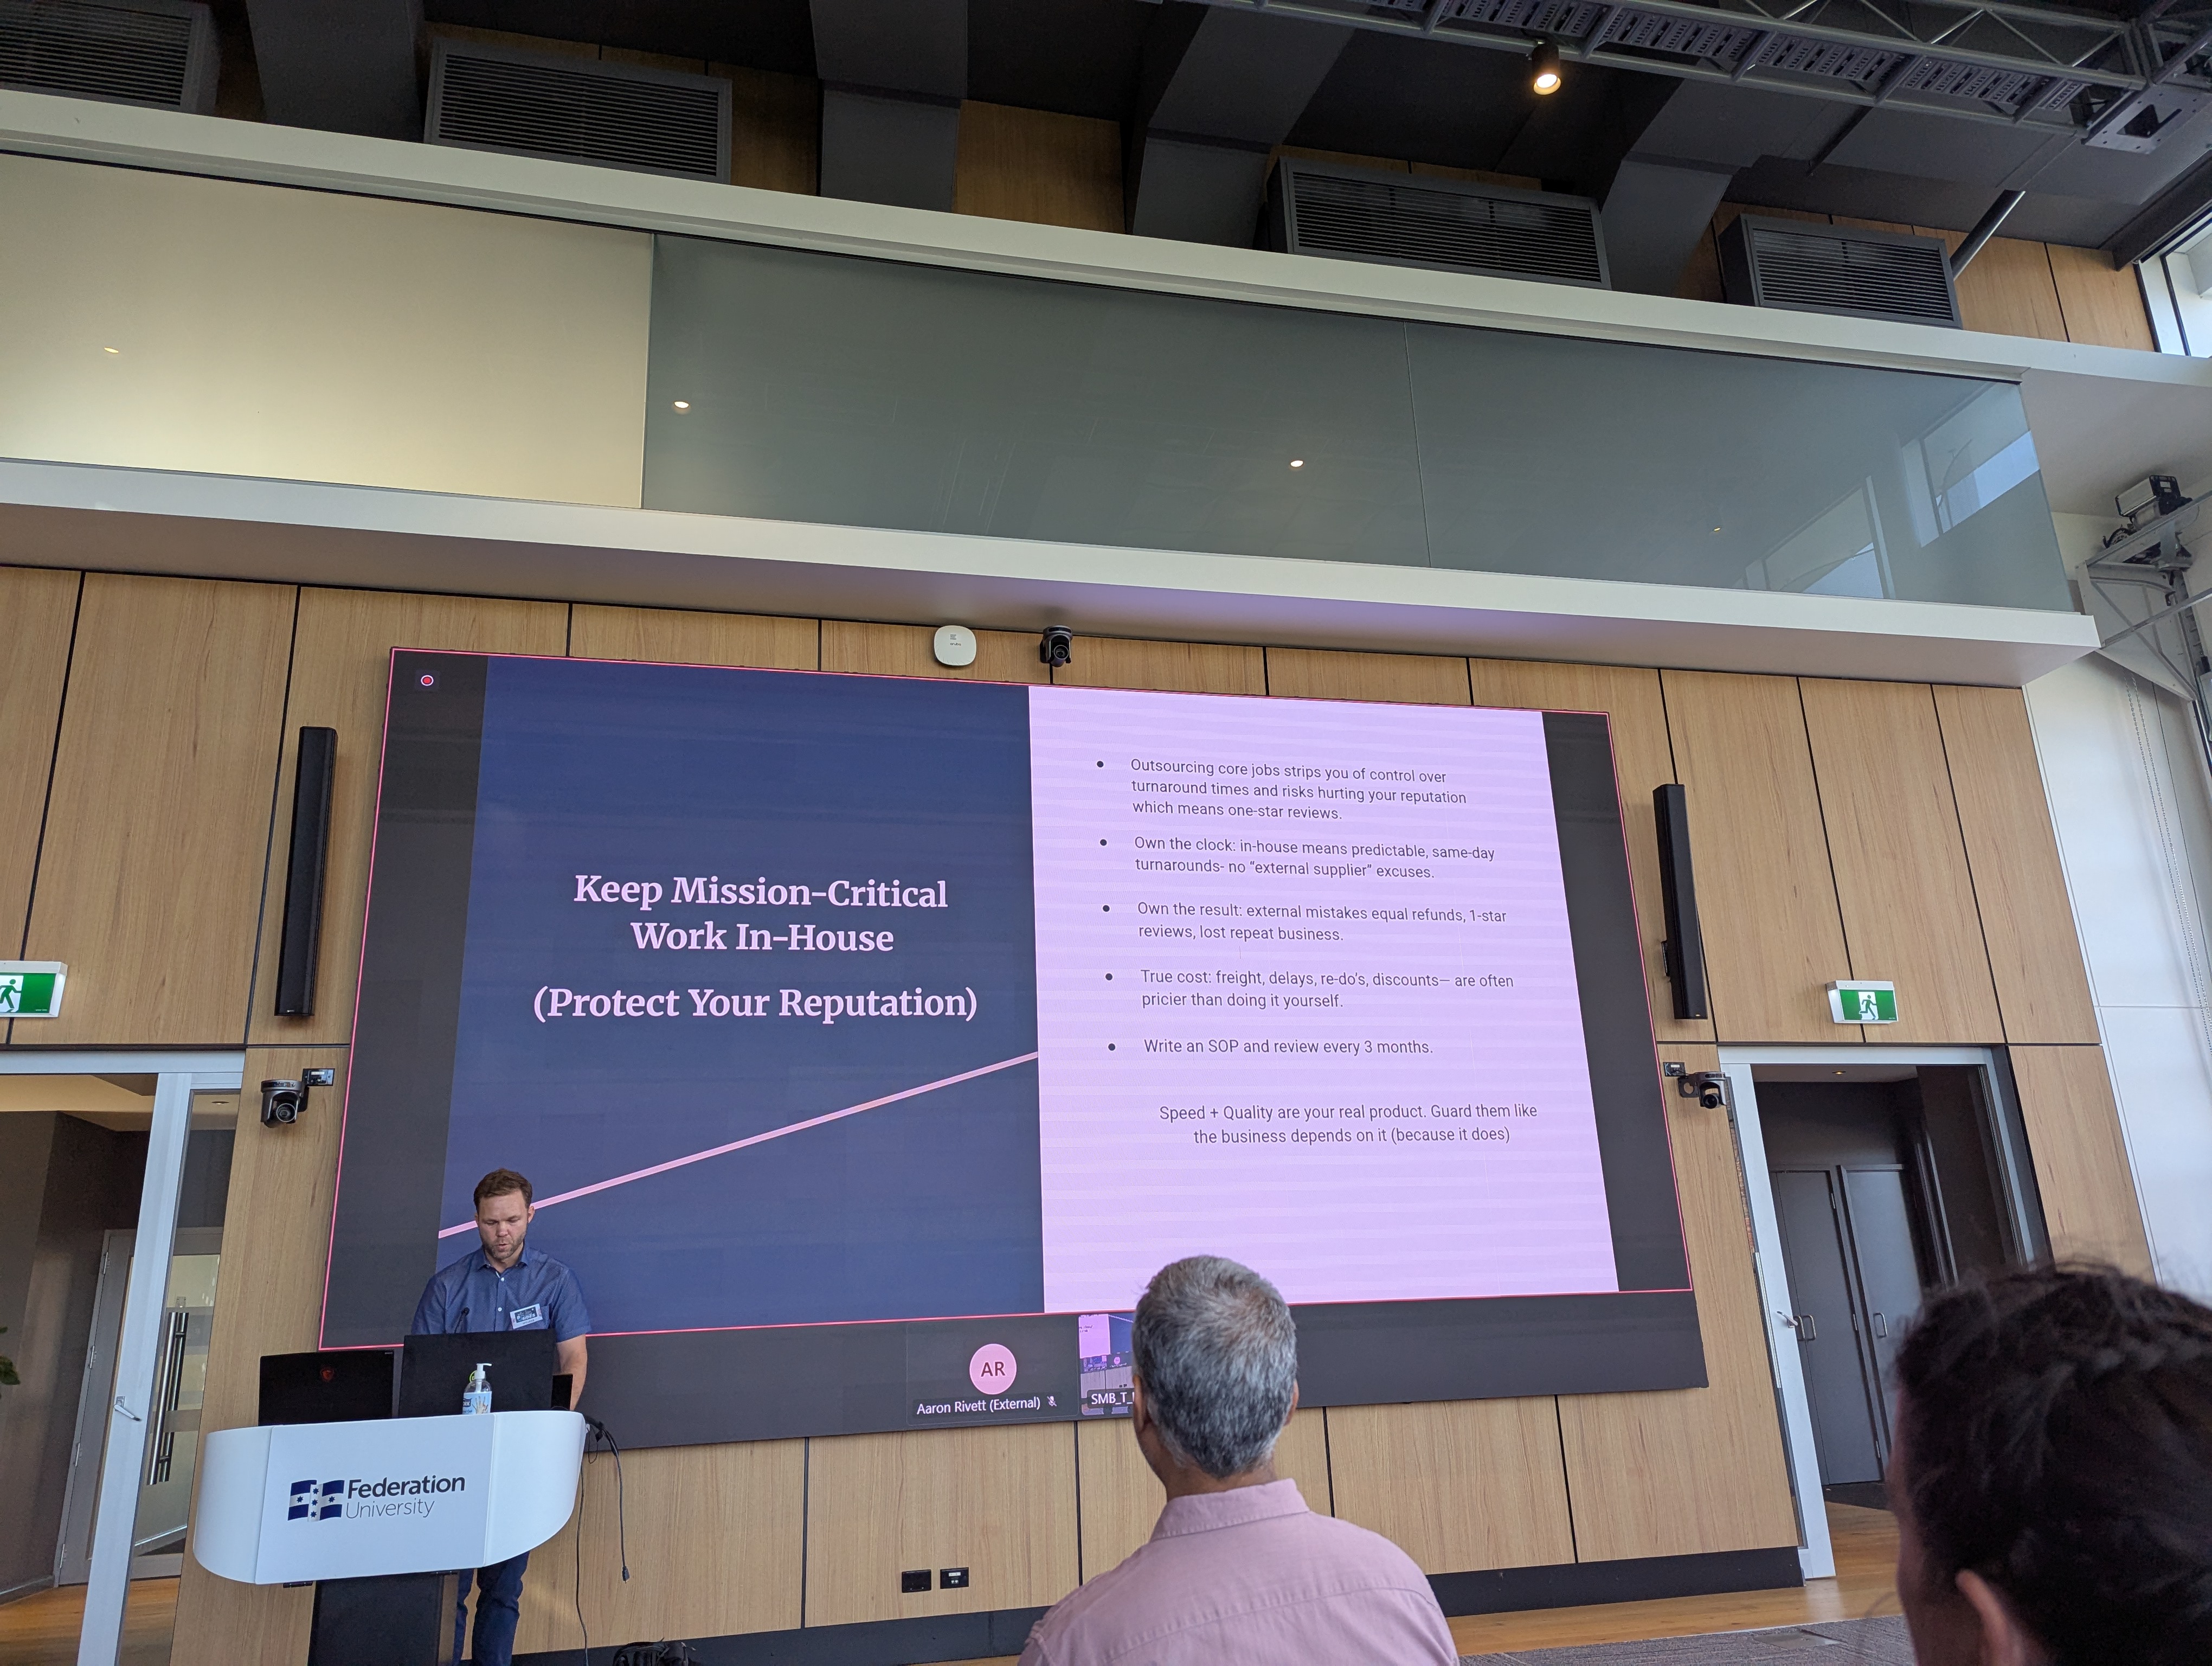 Keep Mission-Critical
Work In-House
(Protect Your Reputation)
● Outsourcing core jobs strips you of control over
turnaround times and risks hurting your reputation
which means one-star reviews.
● Own the clock: in-house means predictable, same-day
turnarounds- no “external supplier” excuses.
● Own the result: external mistakes equal refunds, 1-star
reviews, lost repeat business.
● True cost: freight, delays, re-do’s, discounts— are often
pricier than doing it yourself.
● Write an SOP and review every 3 months.
Speed + Quality are your real product. Guard them like
the business depends on it (because it does)
AR
Aaron Rivett (External)
SMB_T_
Federation
University